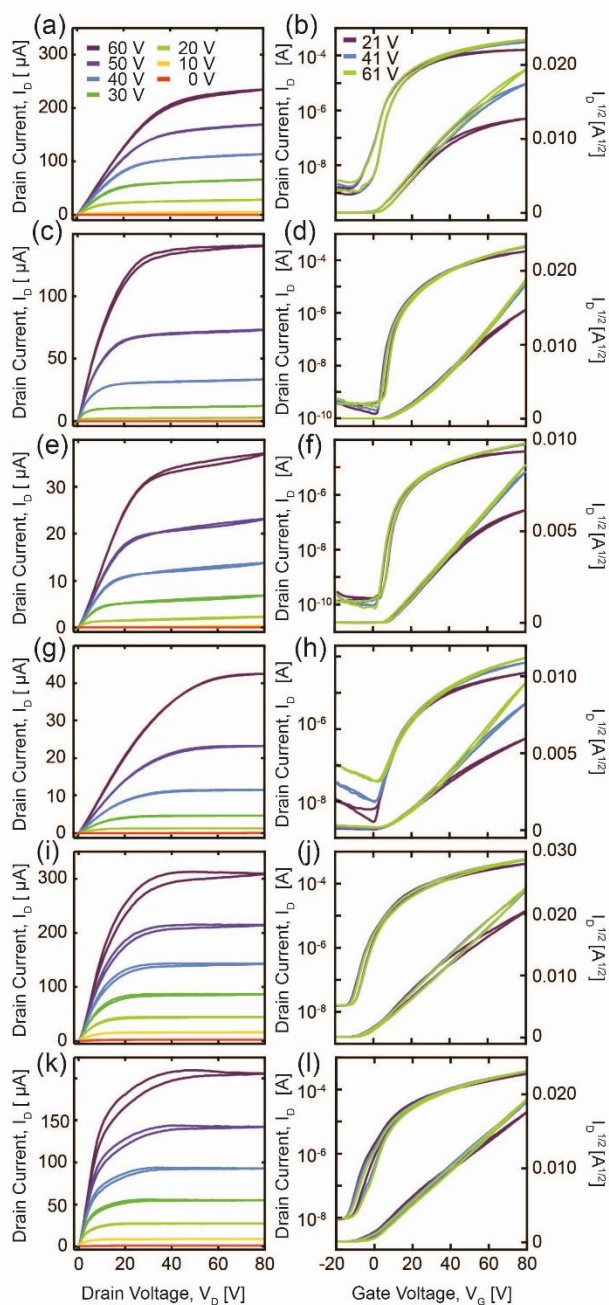 (a)
60 V
50 V
40 V
30 V
20 V
10 V
0 V
300
200
100
0
Drain Current, I_D [ µA]
(b)
21 V
41 V
61 V
10⁻⁴
10⁻⁶
10⁻⁸
Drain Current, I_D [A]
0.020
0.010
0
I_D^1/2 [A^1/2]
(c)
100
50
0
Drain Current, I_D [ µA]
(d)
10⁻⁴
10⁻⁶
10⁻⁸
10⁻¹⁰
Drain Current, I_D [A]
0.020
0.010
0
I_D^1/2 [A^1/2]
(e)
30
20
10
0
Drain Current, I_D [ µA]
(f)
10⁻⁶
10⁻⁸
10⁻¹⁰
Drain Current, I_D [A]
0.010
0.005
0
I_D^1/2 [A^1/2]
(g)
50
40
30
20
10
0
Drain Current, I_D [ µA]
(h)
10⁻⁶
10⁻⁸
Drain Current, I_D [A]
0.010
0.005
0
I_D^1/2 [A^1/2]
(i)
300
200
100
0
Drain Current, I_D [ µA]
(j)
10⁻⁴
10⁻⁶
10⁻⁸
Drain Current, I_D [A]
0.030
0.020
0.010
0
I_D^1/2 [A^1/2]
(k)
150
100
50
0
Drain Current, I_D [ µA]
0 20 40 60 80
Drain Voltage, V_D [V]
(l)
10⁻⁴
10⁻⁶
10⁻⁸
Drain Current, I_D [A]
0.020
0.010
0
I_D^1/2 [A^1/2]
-20 0 20 40 60 80
Gate Voltage, V_G [V]